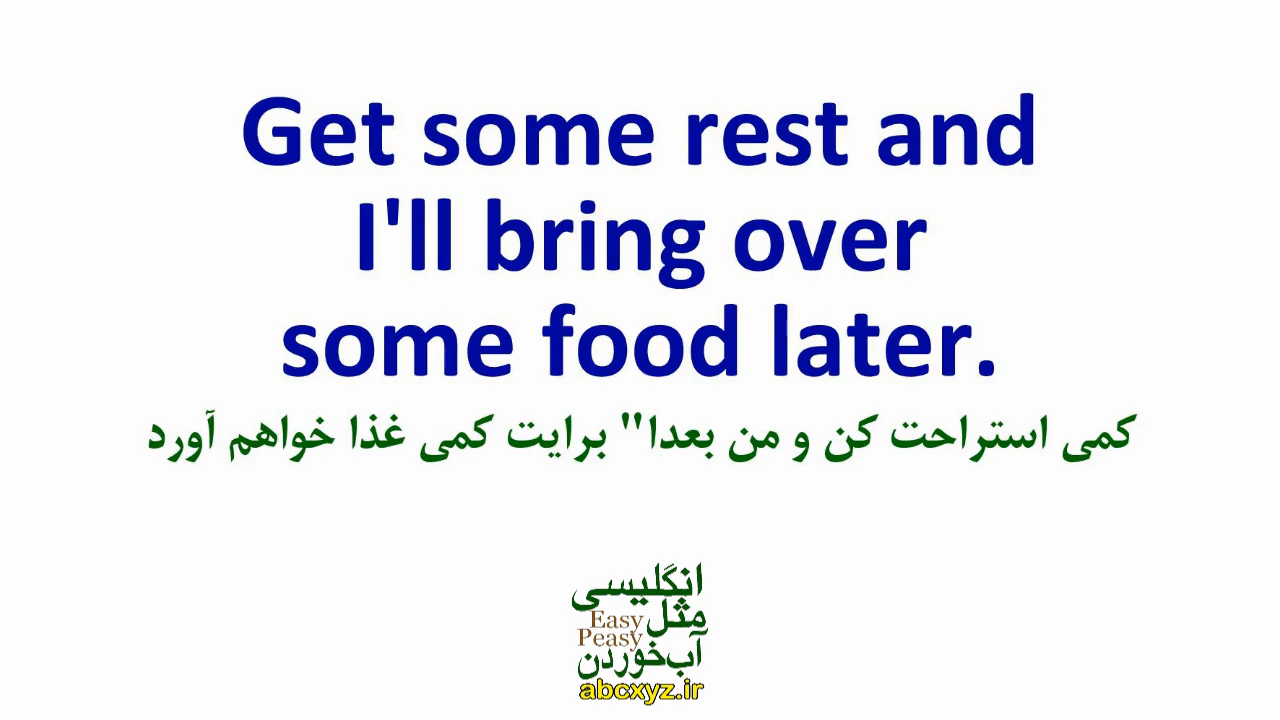 Get some rest and
I'll bring over
some food later.
کمی استراحت کن و من بعدا" برایت کمی غذا خواهم آورد
انگلیسی
مثل
Easy
Peasy
آب‌خوردن
abcxyz.ir